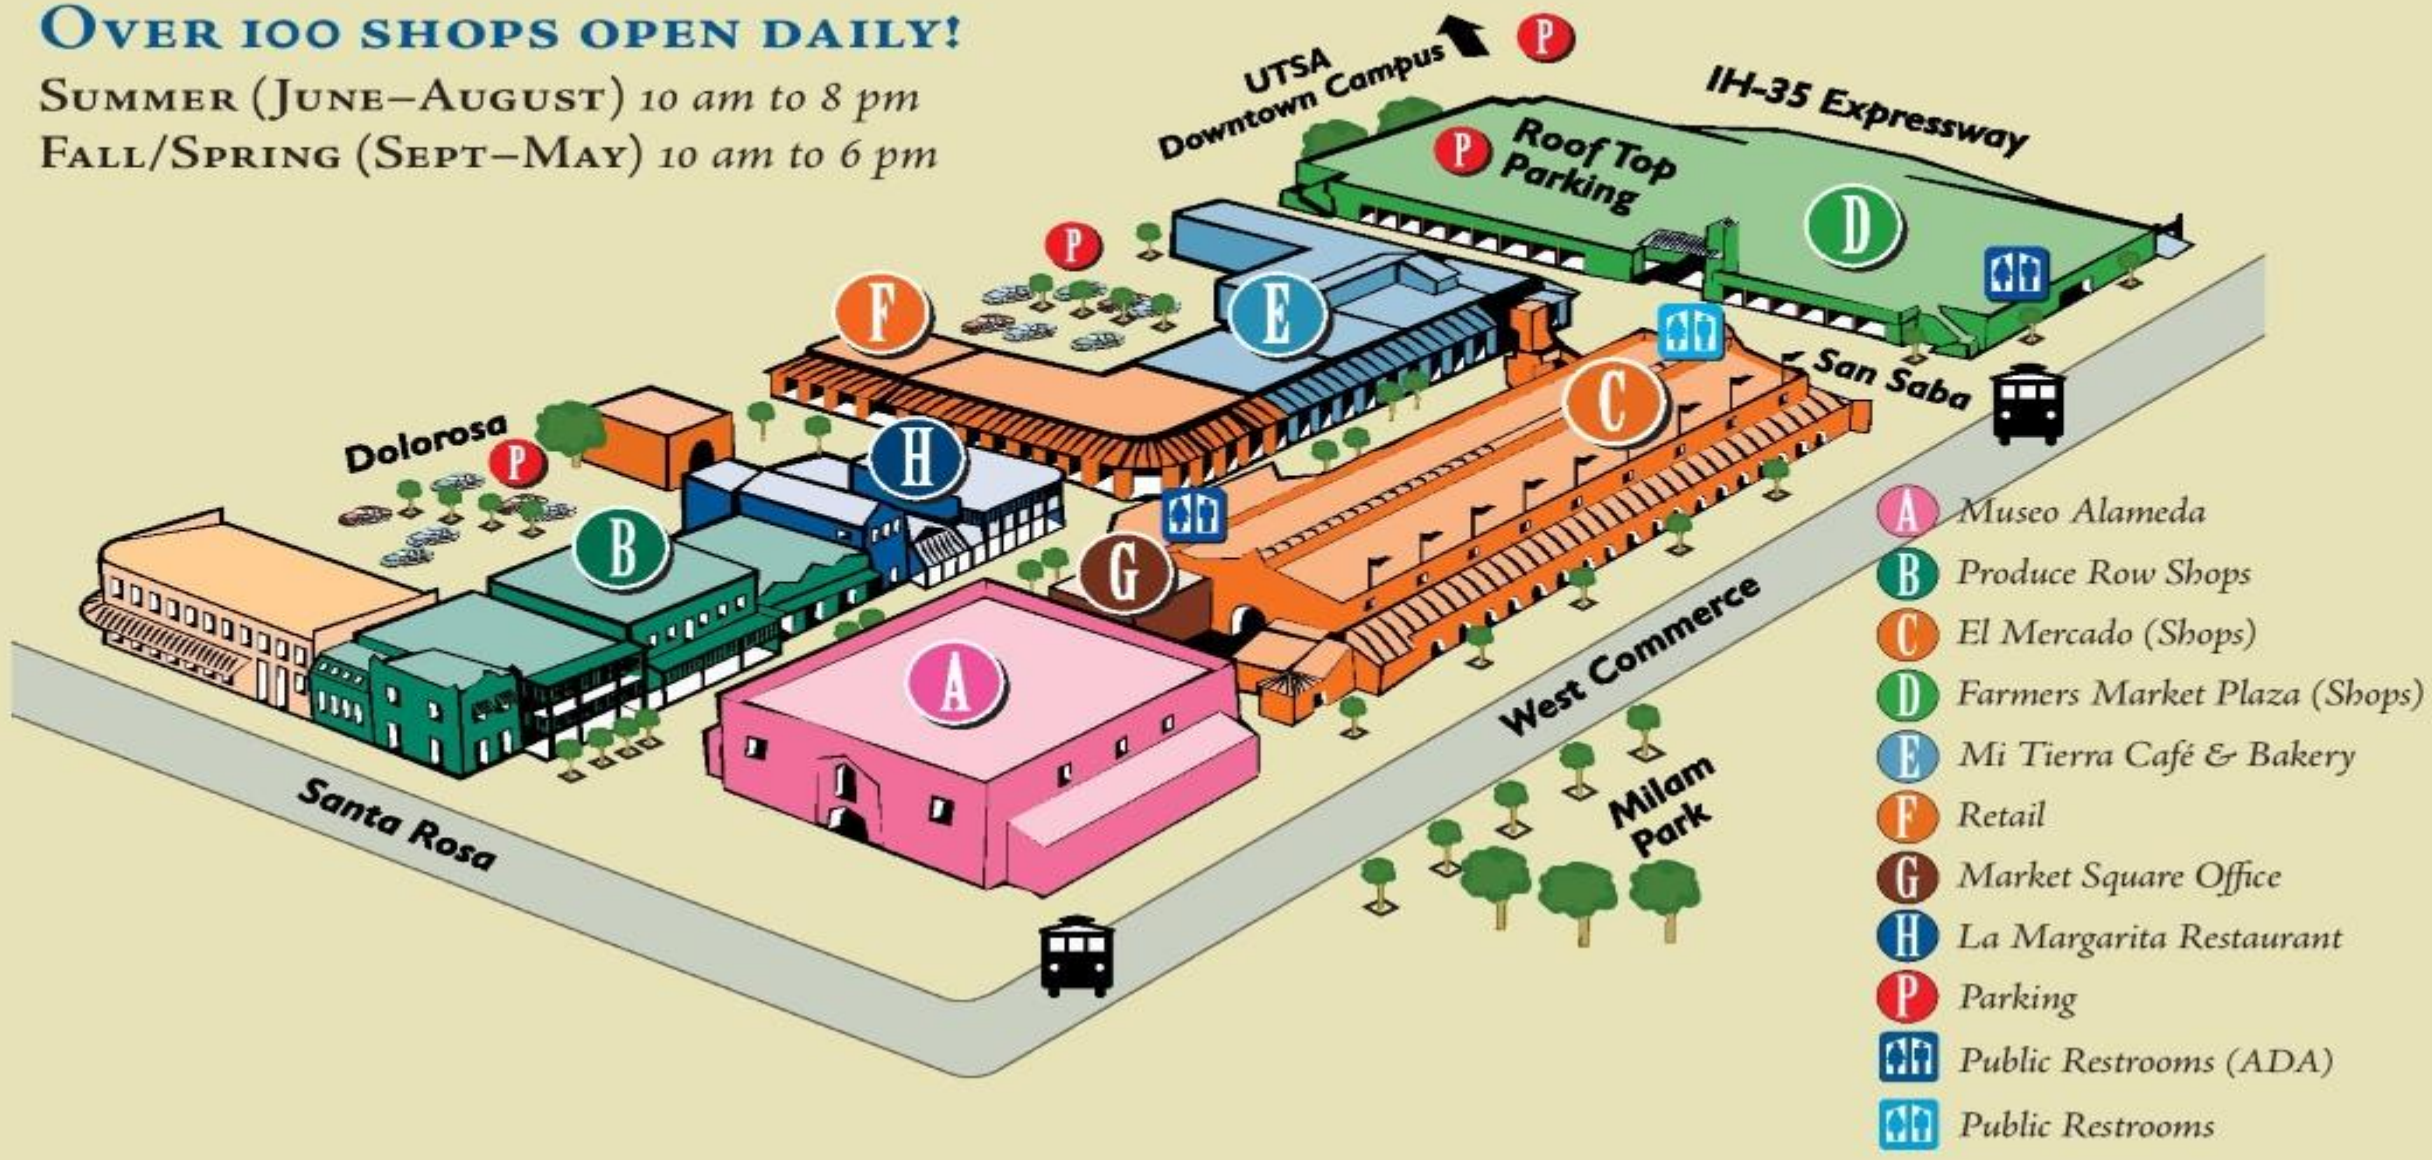 OVER 100 SHOPS OPEN DAILY!
SUMMER (JUNE–AUGUST) 10 am to 8 pm
FALL/SPRING (SEPT–MAY) 10 am to 6 pm
UTSA
Downtown Campus
P
IH-35 Expressway
P
Roof Top
Parking
D
P
F
E
C
San Saba
Dolorosa
P
H
B
G
A
West Commerce
Santa Rosa
Milam
Park
A Museo Alameda
B Produce Row Shops
C El Mercado (Shops)
D Farmers Market Plaza (Shops)
E Mi Tierra Café & Bakery
F Retail
G Market Square Office
H La Margarita Restaurant
P Parking
Public Restrooms (ADA)
Public Restrooms